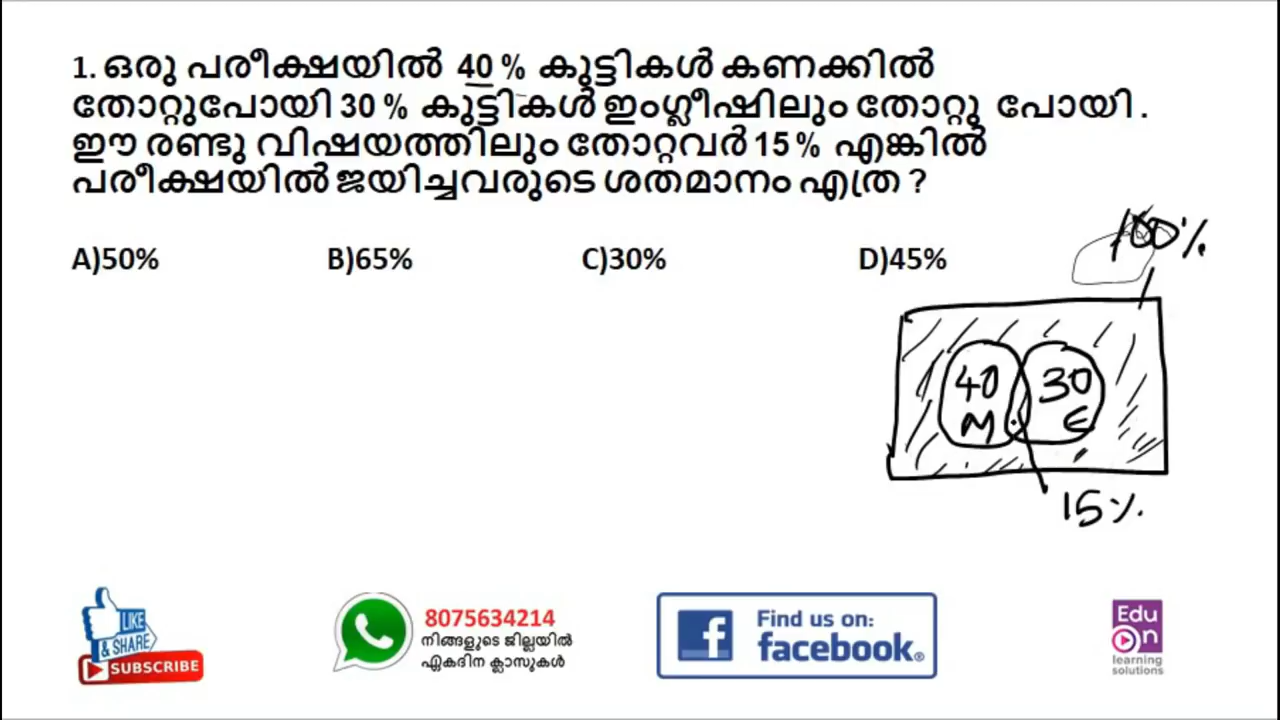 1. ഒരു പരീക്ഷയിൽ 40 % കുട്ടികൾ കണക്കിൽ
തോറ്റുപോയി 30 % കുട്ടികൾ ഇംഗ്ലീഷിലും തോറ്റു പോയി .
ഈ രണ്ടു വിഷയത്തിലും തോറ്റവർ 15 % എങ്കിൽ
പരീക്ഷയിൽ ജയിച്ചവരുടെ ശതമാനം എത്ര ?
A)50% B)65% C)30% D)45%
100%
40 30
M E
15%
LIKE
& SHARE
SUBSCRIBE
8075634214
നിങ്ങളുടെ ജില്ലയിൽ
ഏകദിന ക്ലാസുകൾ
f
Find us on:
facebook®
Edu
On
learning
solutions